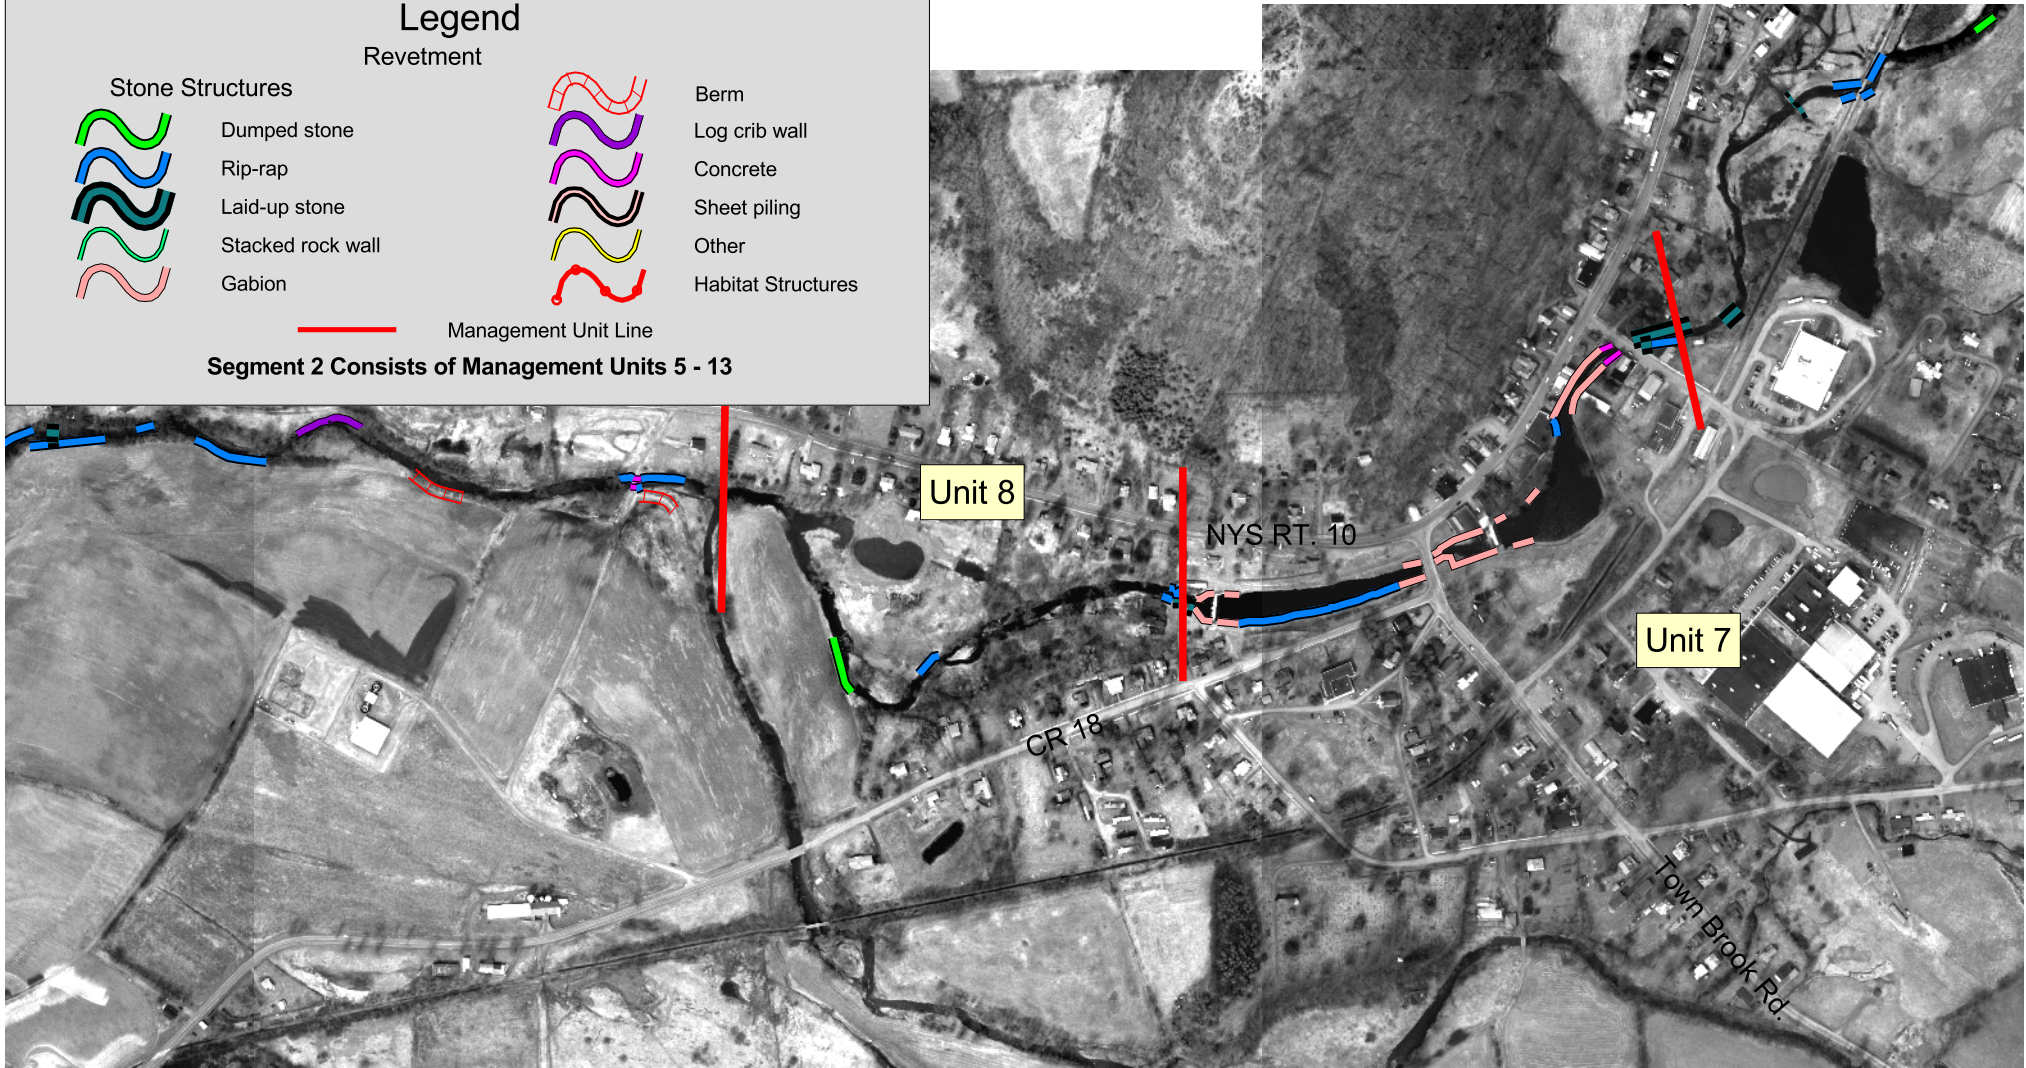 Legend
Revetment
Stone Structures
Dumped stone
Rip-rap
Laid-up stone
Stacked rock wall
Gabion
Berm
Log crib wall
Concrete
Sheet piling
Other
Habitat Structures
Management Unit Line
Segment 2 Consists of Management Units 5 - 13
Unit 8
NYS RT. 10
Unit 7
CR 18
Town Brook Rd.